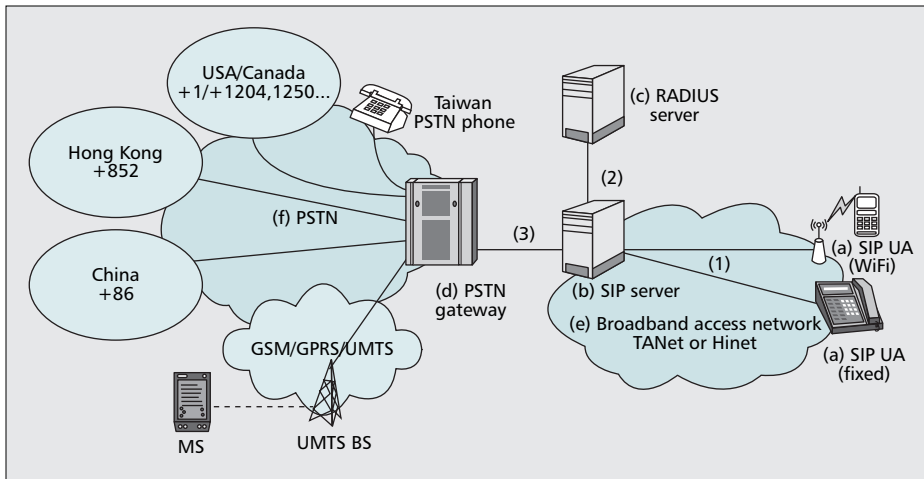 USA/Canada
+1/+1204,1250...
Taiwan
PSTN phone
(c) RADIUS
server
Hong Kong
+852
(2)
(f) PSTN
(3)
(1)
(a) SIP UA
(WiFi)
China
+86
(d) PSTN
gateway
(b) SIP server
(e) Broadband access network
TANet or Hinet
(a) SIP UA
(fixed)
GSM/GPRS/UMTS
MS
UMTS BS